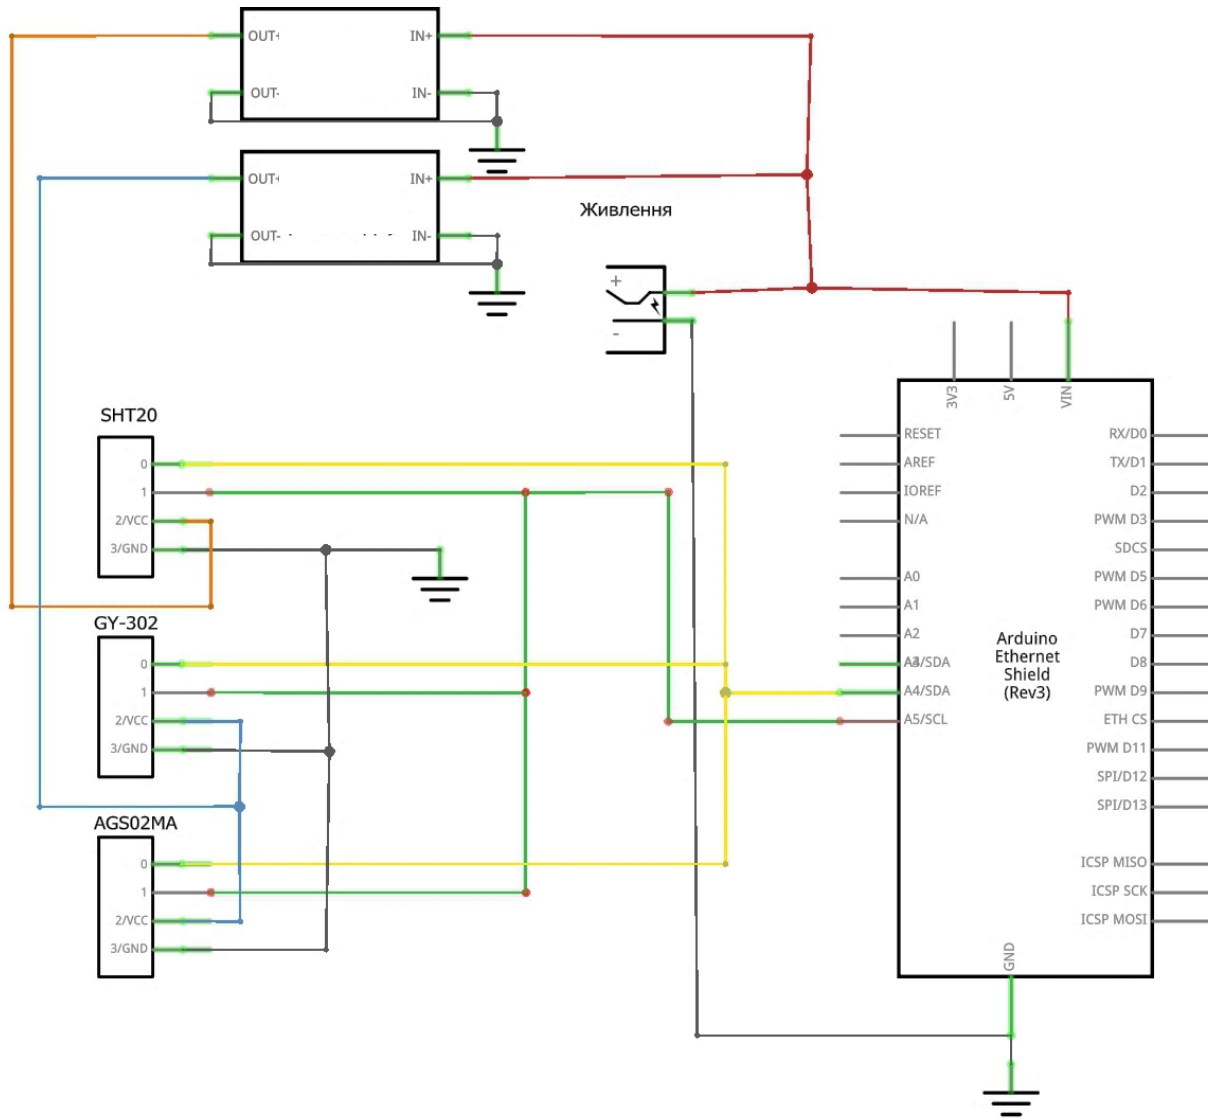 OUT+
IN+
OUT-
IN-
OUT+
IN+
OUT-
IN-
Живлення
+
-
SHT20
0
1
2/VCC
3/GND
GY-302
0
1
2/VCC
3/GND
AGS02MA
0
1
2/VCC
3/GND
3V3
5V
VIN
RESET
AREF
IOREF
N/A
A0
A1
A2
/SDA
A4/SDA
A5/SCL
Arduino
Ethernet
Shield
(Rev3)
RX/D0
TX/D1
D2
PWM D3
SDCS
PWM D5
PWM D6
D7
D8
PWM D9
ETH CS
PWM D11
SPI/D12
SPI/D13
ICSP MISO
ICSP SCK
ICSP MOSI
GND